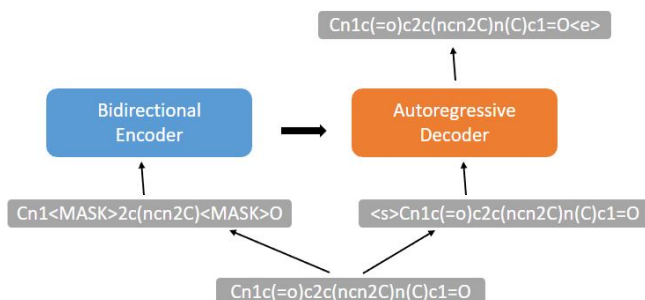 Cn1c(=o)c2c(ncn2C)n(C)c1=O<e>
Bidirectional
Encoder
Autoregressive
Decoder
Cn1<MASK>2c(ncn2C)<MASK>O
<s>Cn1c(=o)c2c(ncn2C)n(C)c1=O
Cn1c(=o)c2c(ncn2C)n(C)c1=O